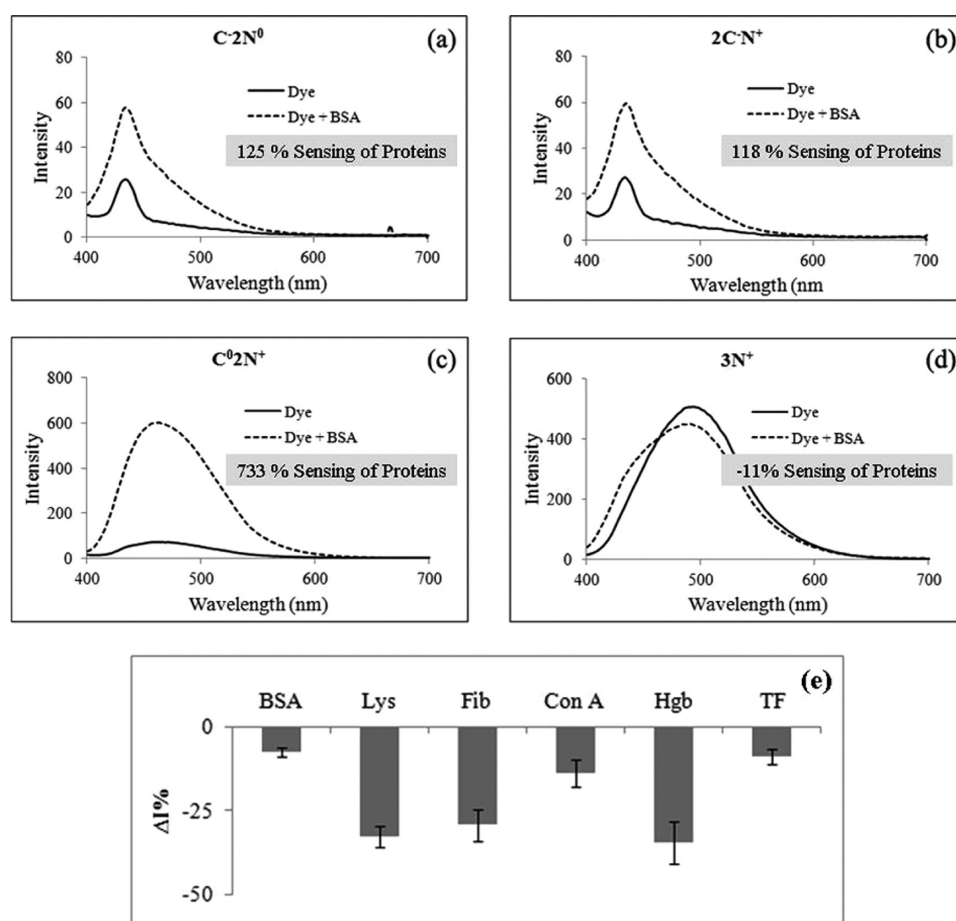 C⁻2N⁰ (a)
80
60
40
20
0
Intensity
Dye
Dye + BSA
125 % Sensing of Proteins
400 500 600 700
Wavelength (nm)
2C⁻N⁺ (b)
80
60
40
20
0
Intensity
Dye
Dye + BSA
118 % Sensing of Proteins
400 500 600 700
Wavelength (nm
C⁰2N⁺ (c)
800
600
400
200
0
Intensity
Dye
Dye + BSA
733 % Sensing of Proteins
400 500 600 700
Wavelength (nm)
3N⁺ (d)
600
400
200
0
Intensity
Dye
Dye + BSA
-11% Sensing of Proteins
400 500 600 700
Wavelength (nm)
(e)
BSA Lys Fib Con A Hgb TF
0
-25
-50
ΔI%